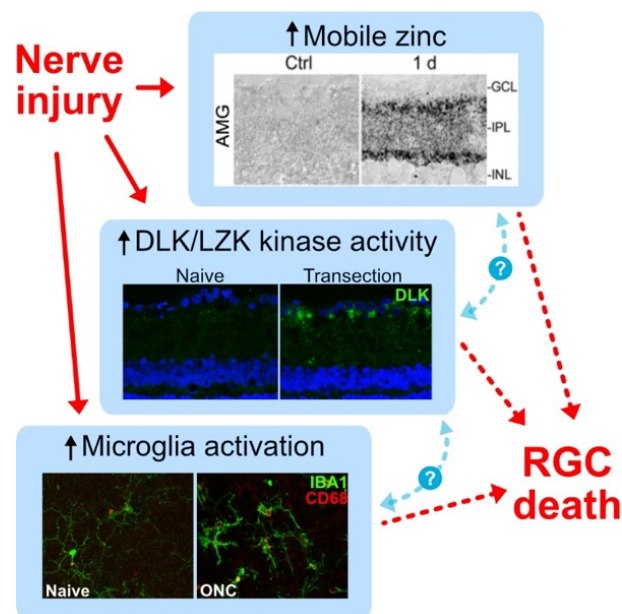 Nerve
injury
↑Mobile zinc
Ctrl
1 d
AMG
-GCL
-IPL
-INL
↑DLK/LZK kinase activity
Naive
Transection
DLK
?
↑Microglia activation
IBA1
CD68
Naive
ONC
?
RGC
death